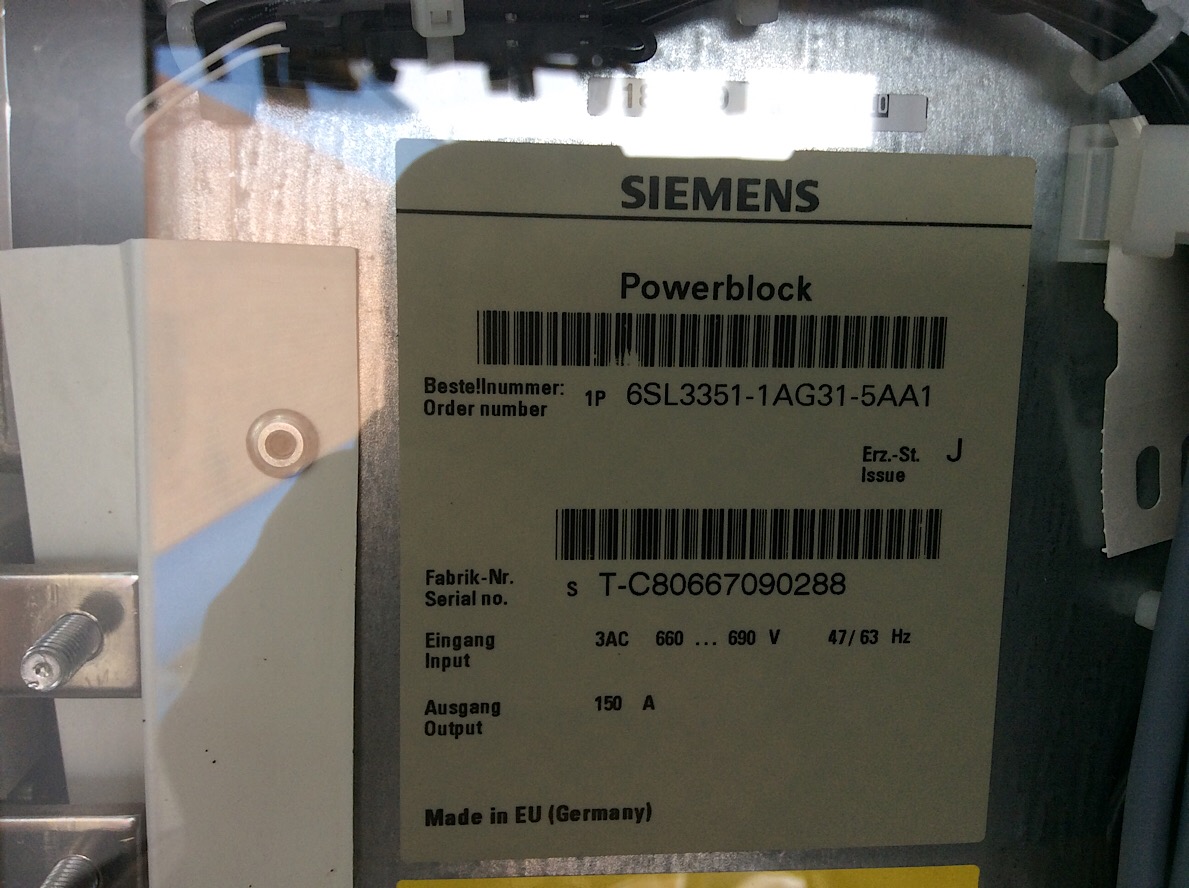 SIEMENS
Powerblock
Bestellnummer:
Order number
1P 6SL3351-1AG31-5AA1
Erz.-St. J
Issue
Fabrik-Nr.
Serial no.
S T-C80667090288
Eingang 3AC 660 ... 690 V 47/63 Hz
Input
Ausgang 150 A
Output
Made in EU (Germany)